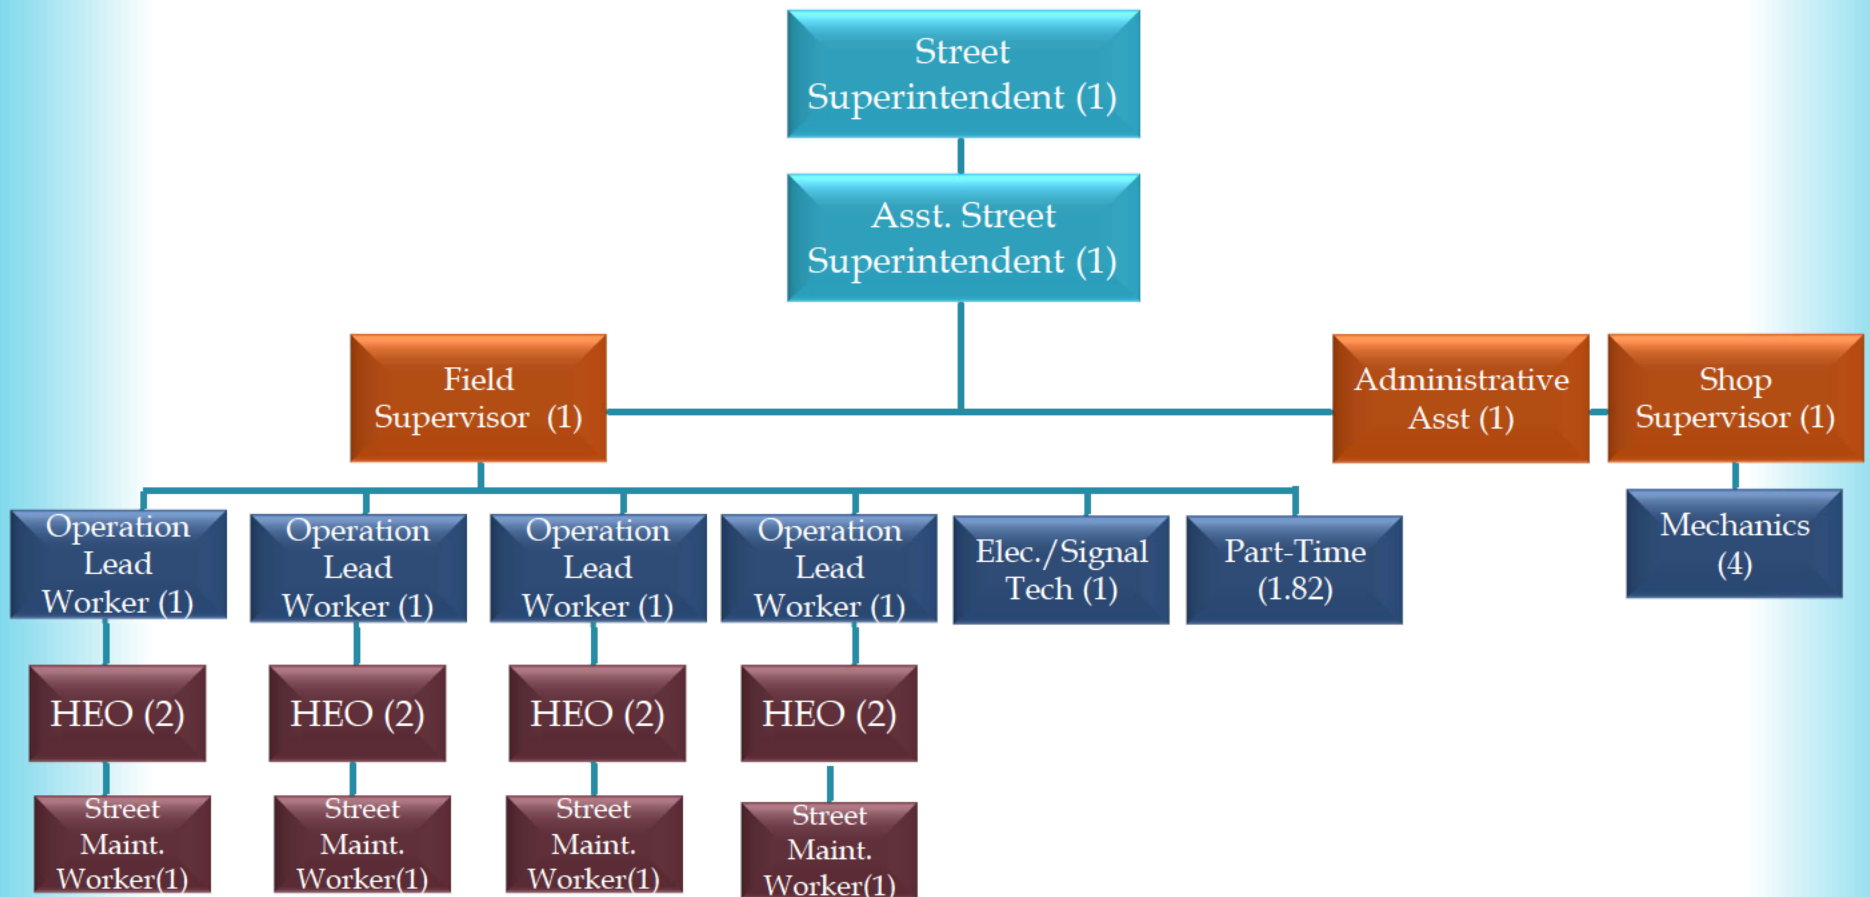 Street
Superintendent (1)
Asst. Street
Superintendent (1)
Field
Supervisor (1)
Administrative
Asst (1)
Shop
Supervisor (1)
Operation
Lead
Worker (1)
Operation
Lead
Worker (1)
Operation
Lead
Worker (1)
Operation
Lead
Worker (1)
Elec./Signal
Tech (1)
Part-Time
(1.82)
Mechanics
(4)
HEO (2)
HEO (2)
HEO (2)
HEO (2)
Street
Maint.
Worker(1)
Street
Maint.
Worker(1)
Street
Maint.
Worker(1)
Street
Maint.
Worker(1)